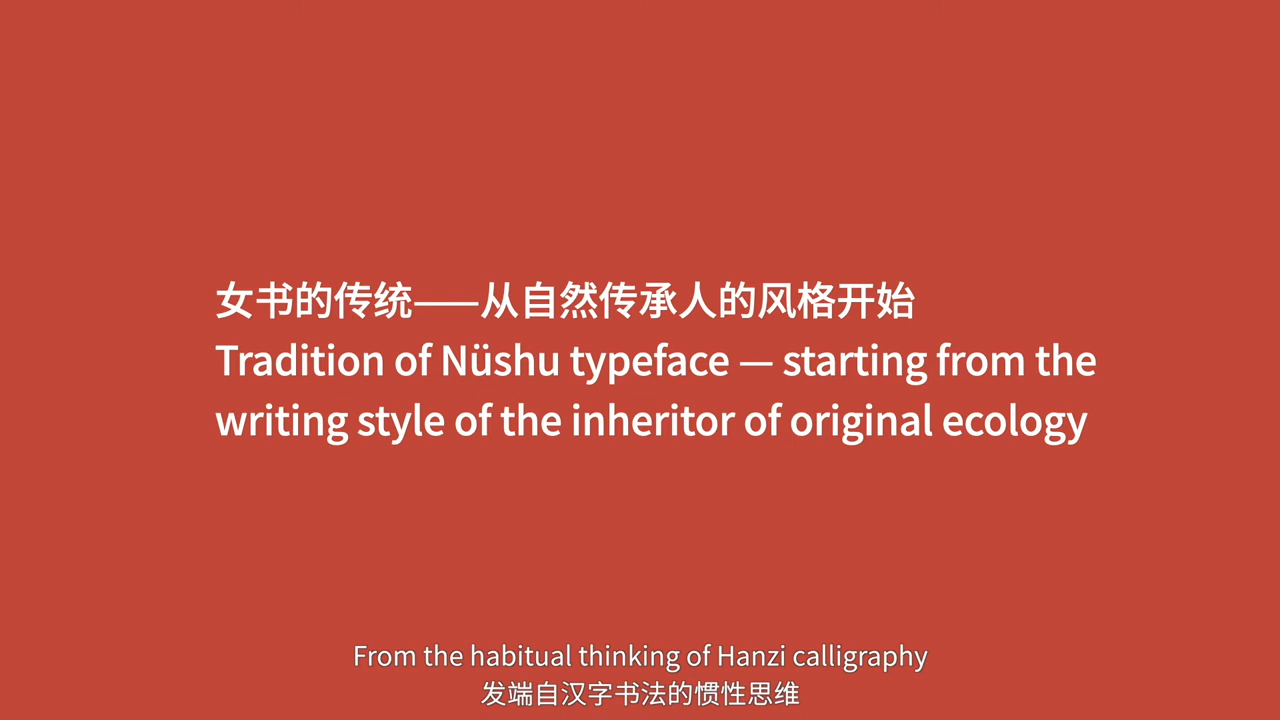 女书的传统——从自然传承人的风格开始
Tradition of Nüshu typeface — starting from the
writing style of the inheritor of original ecology
From the habitual thinking of Hanzi calligraphy
发端自汉字书法的惯性思维